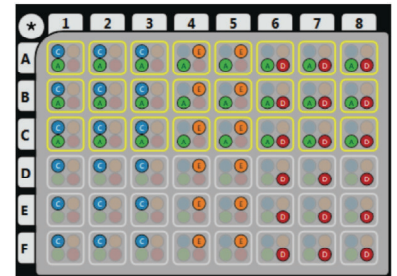 * 1 2 3 4 5 6 7 8
A C C C E E
A A A A A A D A D A D
B C C C E E
A A A A A A D A D A D
C C C C E E
A A A A A A D A D A D
D C C C E E
D D D
E C C C E E
D D D
F C C C E E
D D D